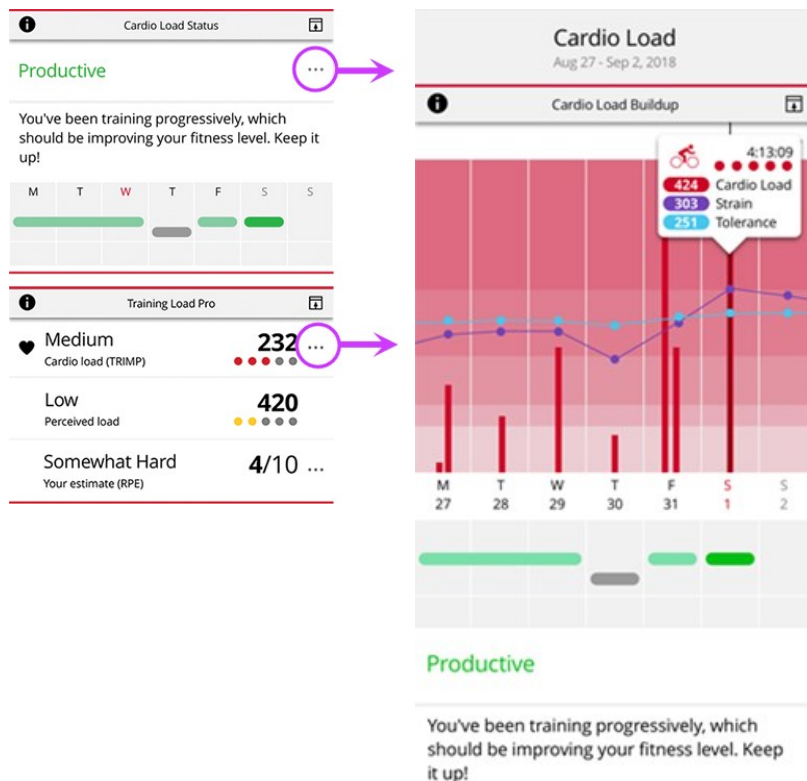 Cardio Load Status
Productive
You've been training progressively, which
should be improving your fitness level. Keep it
up!
M T W T F S S
Training Load Pro
Medium
232
Cardio load (TRIMP)
Low
420
Perceived load
Somewhat Hard
4/10
Your estimate (RPE)
Cardio Load
Aug 27 - Sep 2, 2018
Cardio Load Buildup
4:13:09
424 Cardio Load
303 Strain
251 Tolerance
M T W T F S S
27 28 29 30 31 1 2
Productive
You've been training progressively, which
should be improving your fitness level. Keep
it up!